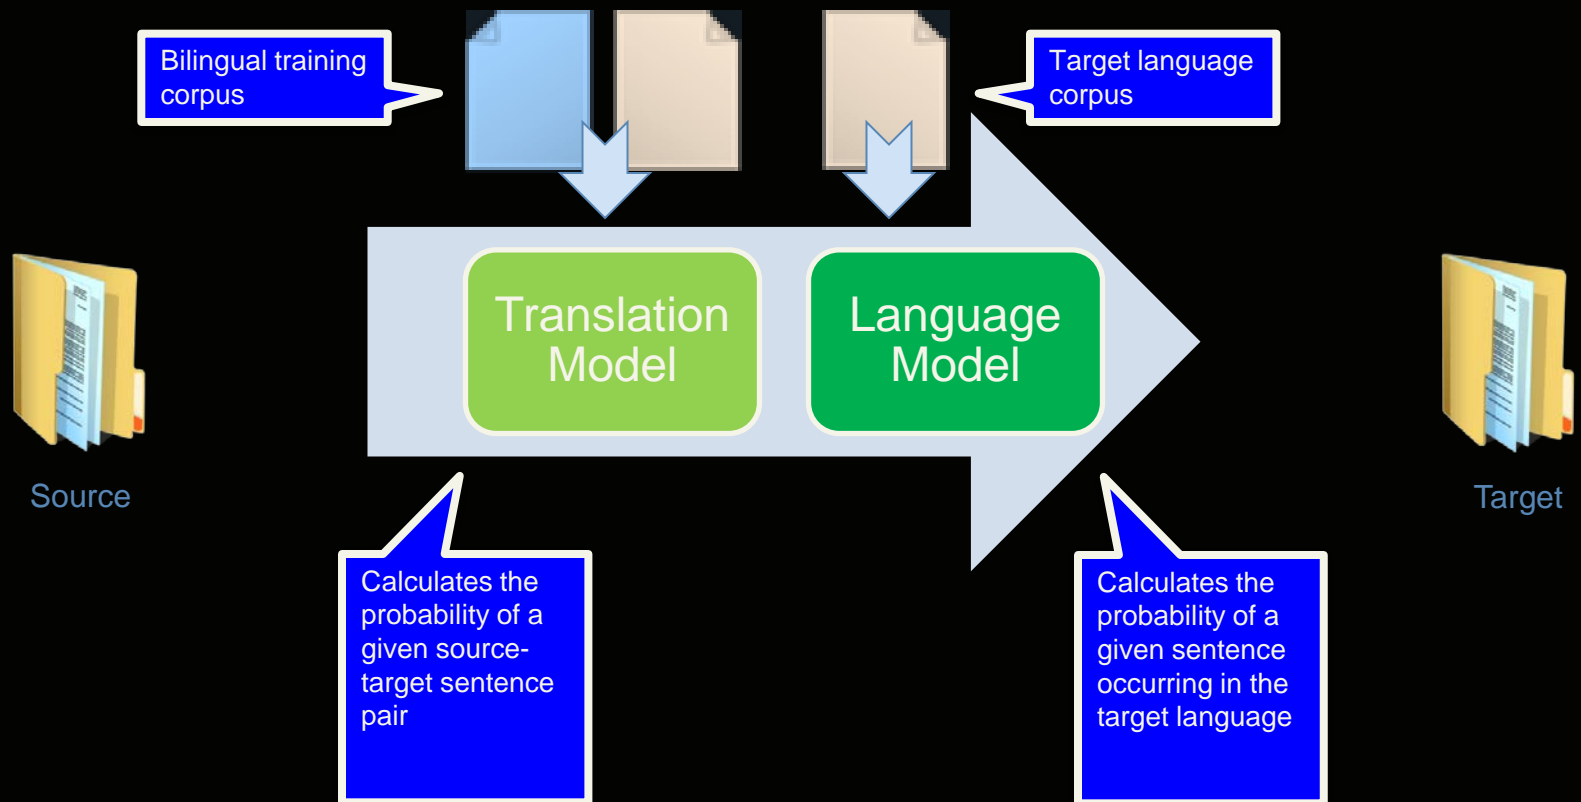 Bilingual training
corpus
Target language
corpus
Translation
Model
Language
Model
Source
Target
Calculates the
probability of a
given source-
target sentence
pair
Calculates the
probability of a
given sentence
occurring in the
target language